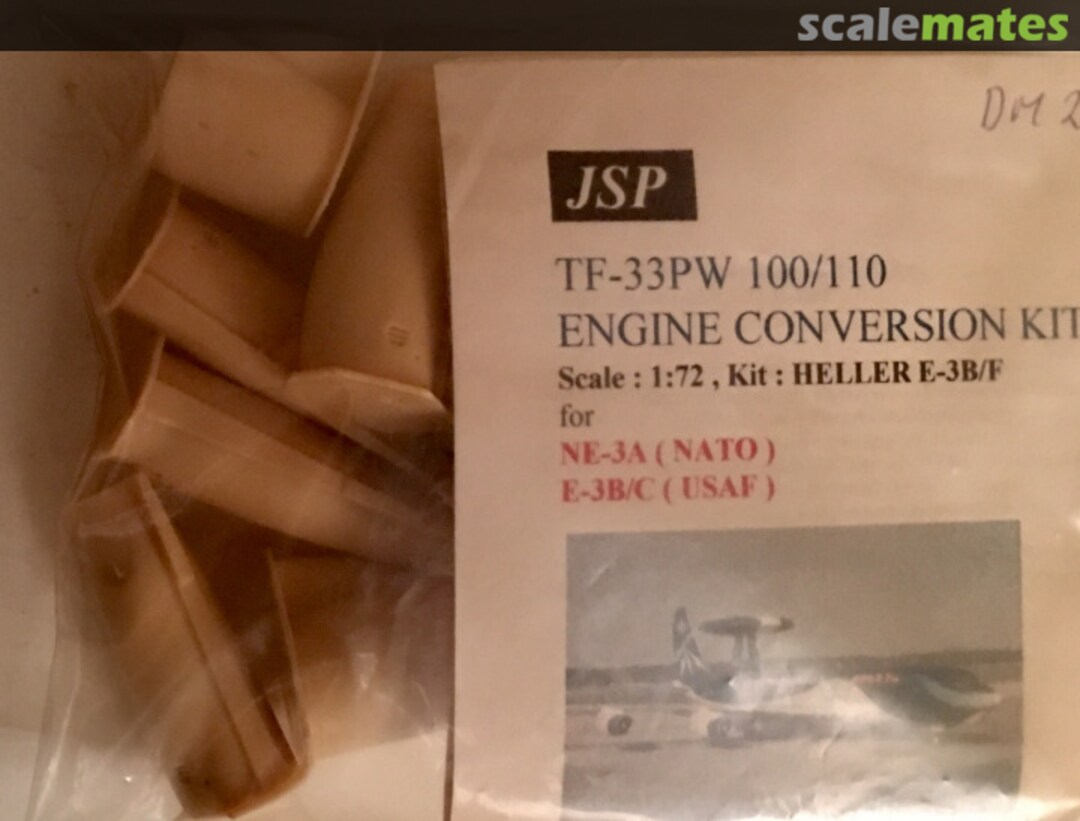 scalemates
DM 2
JSP
TF-33PW 100/110
ENGINE CONVERSION KIT
Scale : 1:72 , Kit : HELLER E-3B/F
for
NE-3A ( NATO )
E-3B/C ( USAF )